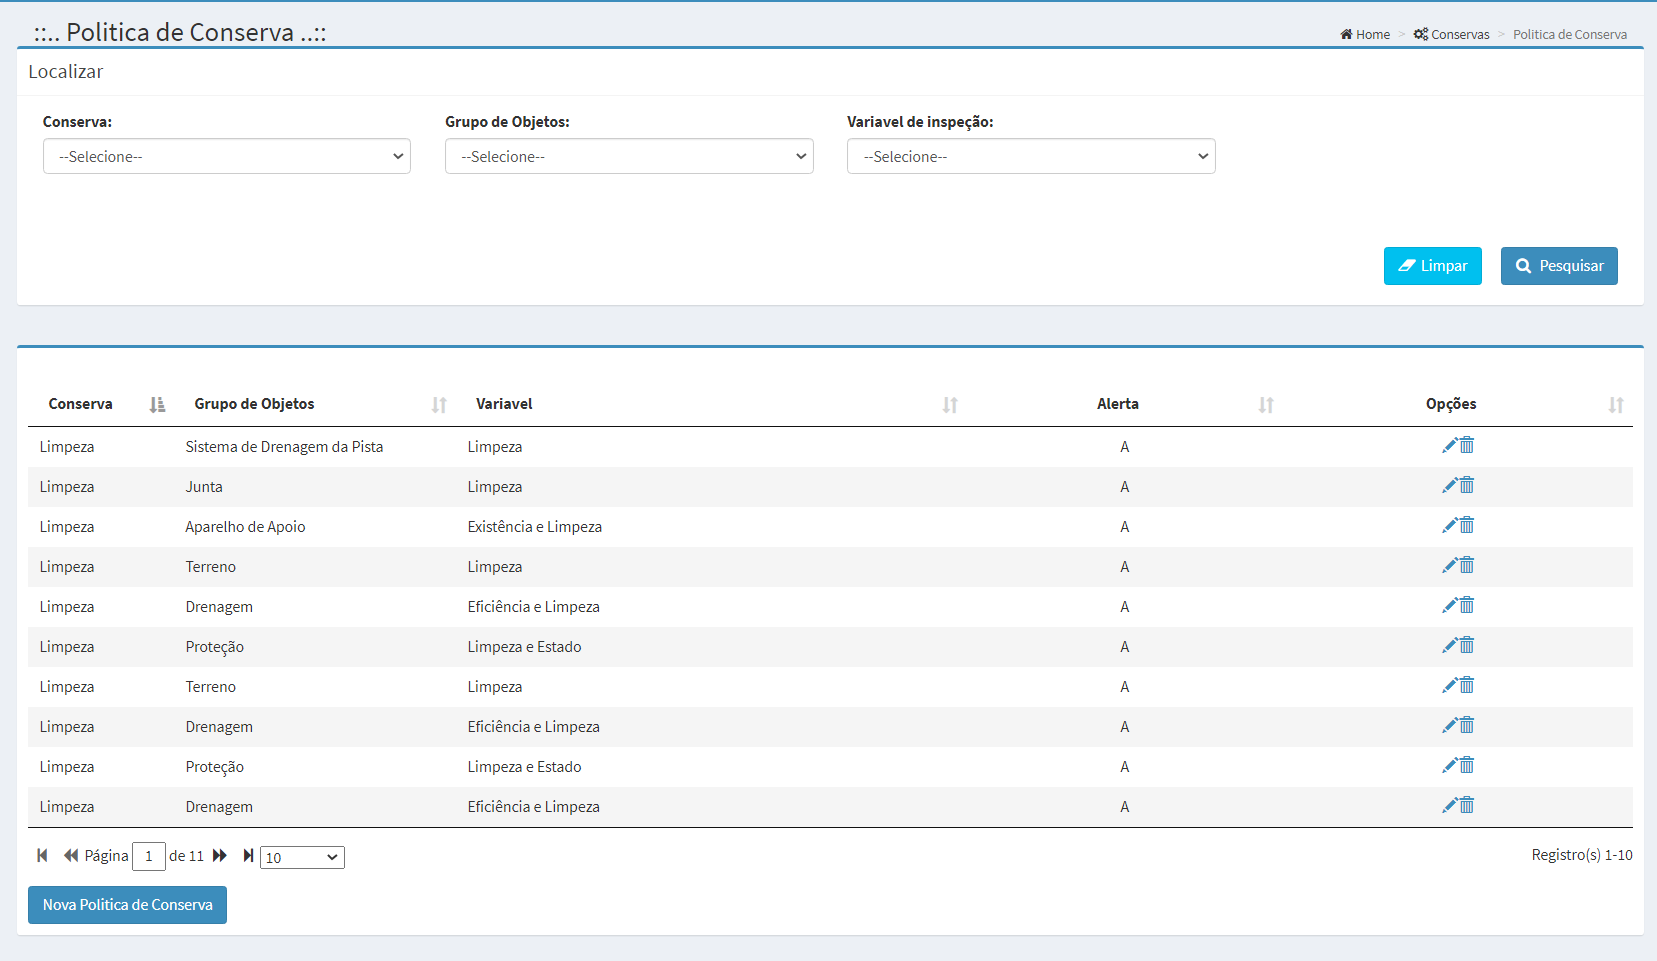 ::.. Politica de Conserva ..::
Home > Conservas > Politica de Conserva
Localizar
Conserva: Grupo de Objetos: Variavel de inspeção:
--Selecione-- --Selecione-- --Selecione--
Limpar Pesquisar
Conserva Grupo de Objetos Variavel Alerta Opções
Limpeza Sistema de Drenagem da Pista Limpeza A
Limpeza Junta Limpeza A
Limpeza Aparelho de Apoio Existência e Limpeza A
Limpeza Terreno Limpeza A
Limpeza Drenagem Eficiência e Limpeza A
Limpeza Proteção Limpeza e Estado A
Limpeza Terreno Limpeza A
Limpeza Drenagem Eficiência e Limpeza A
Limpeza Proteção Limpeza e Estado A
Limpeza Drenagem Eficiência e Limpeza A
Página 1 de 11 10 Registro(s) 1-10
Nova Politica de Conserva